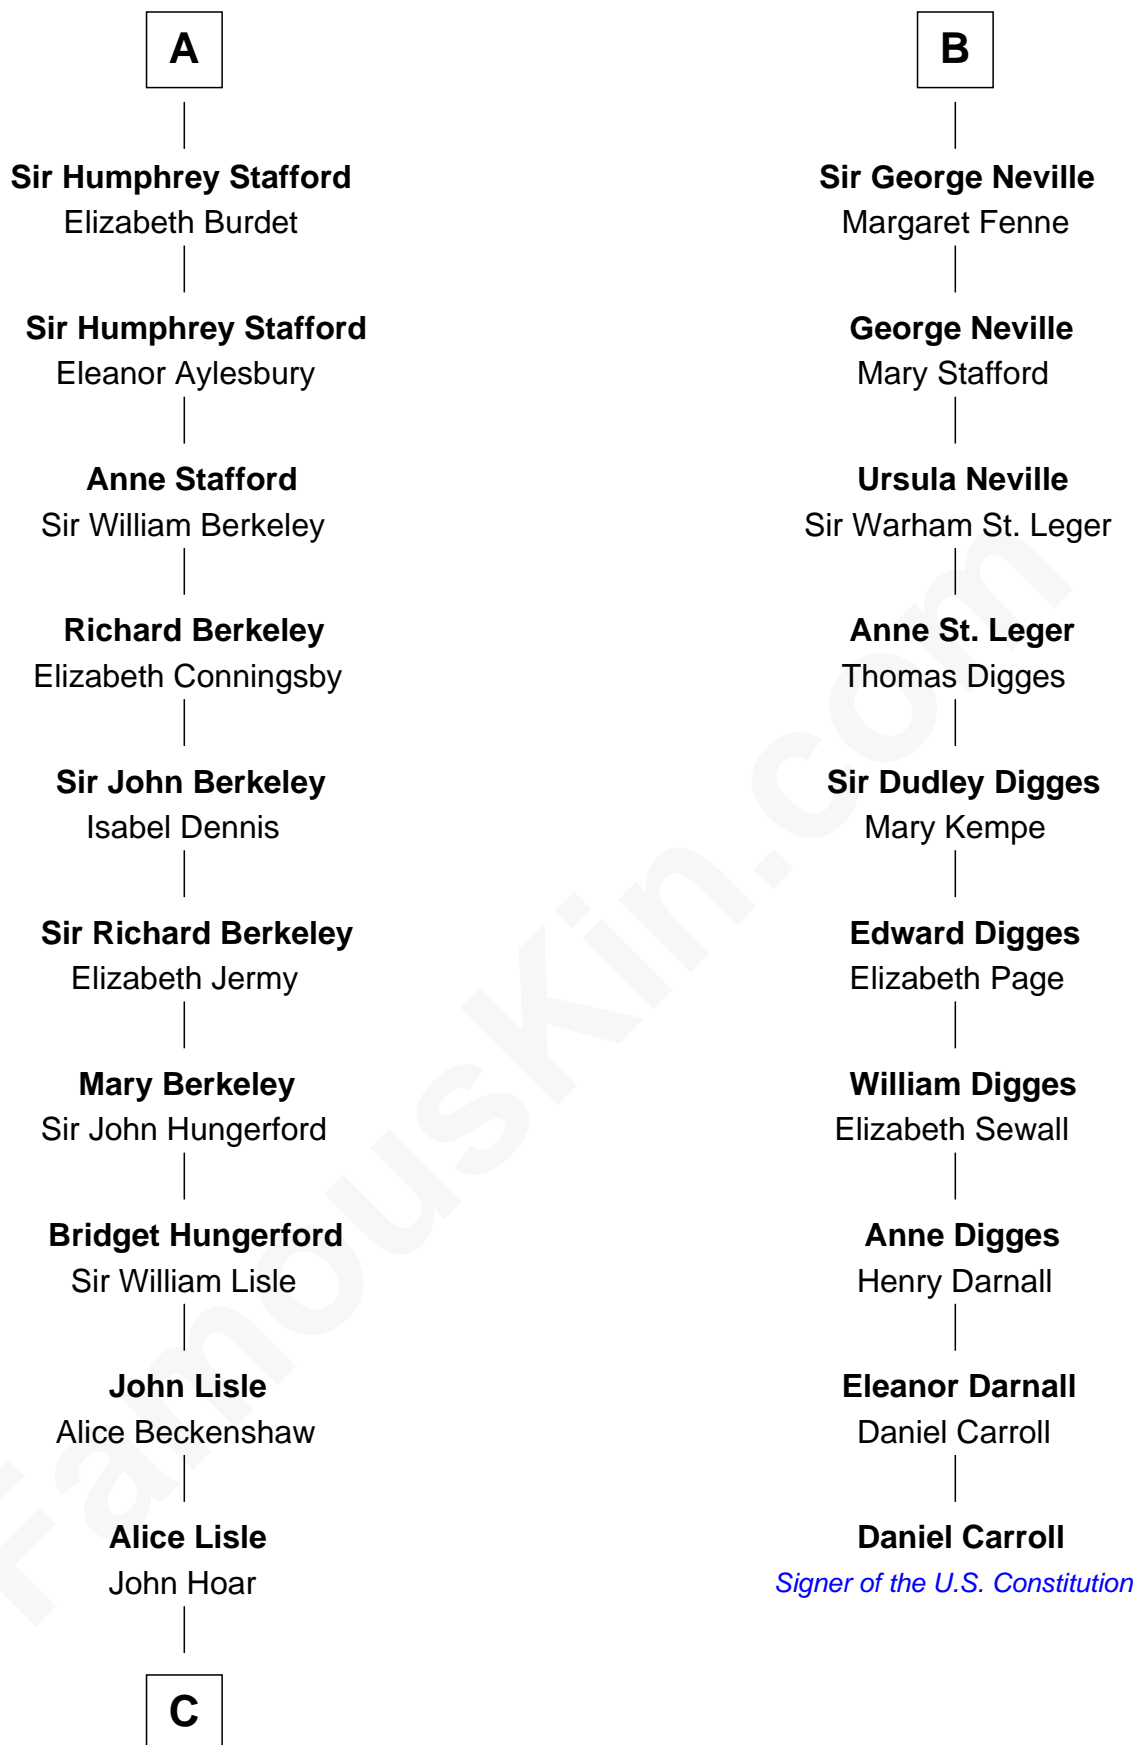 A
Sir Humphrey Stafford
Elizabeth Burdet
Sir Humphrey Stafford
Eleanor Aylesbury
Anne Stafford
Sir William Berkeley
Richard Berkeley
Elizabeth Conningsby
Sir John Berkeley
Isabel Dennis
Sir Richard Berkeley
Elizabeth Jermy
Mary Berkeley
Sir John Hungerford
Bridget Hungerford
Sir William Lisle
John Lisle
Alice Beckenshaw
Alice Lisle
John Hoar
C
B
Sir George Neville
Margaret Fenne
George Neville
Mary Stafford
Ursula Neville
Sir Warham St. Leger
Anne St. Leger
Thomas Digges
Sir Dudley Digges
Mary Kempe
Edward Digges
Elizabeth Page
William Digges
Elizabeth Sewall
Anne Digges
Henry Darnall
Eleanor Darnall
Daniel Carroll
Daniel Carroll
Signer of the U.S. Constitution
FamousKin.com